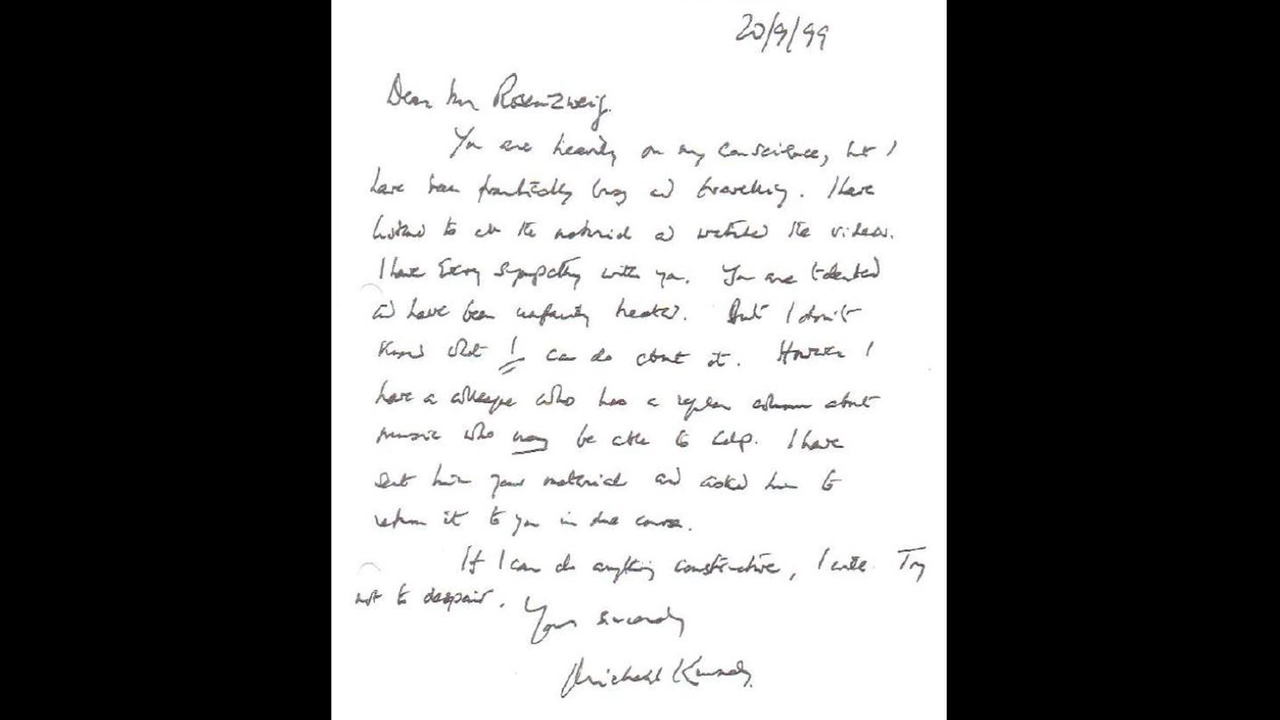 20/9/99
Dear Mr Rosenzweig.
You are heavily on my conscience, but I
have been frantically busy and travelling. I have
listened to all the material and watched the videos.
I have every sympathy with you. You are talented
and have been unfairly treated. But I don't
know what I can do about it. However I
have a colleague who has a regular column about
music who may be able to help. I have
sent him your material and asked him to
return it to you in due course.
If I can do anything constructive, I will. Try
not to despair.
Yours sincerely
Michael Kennedy.